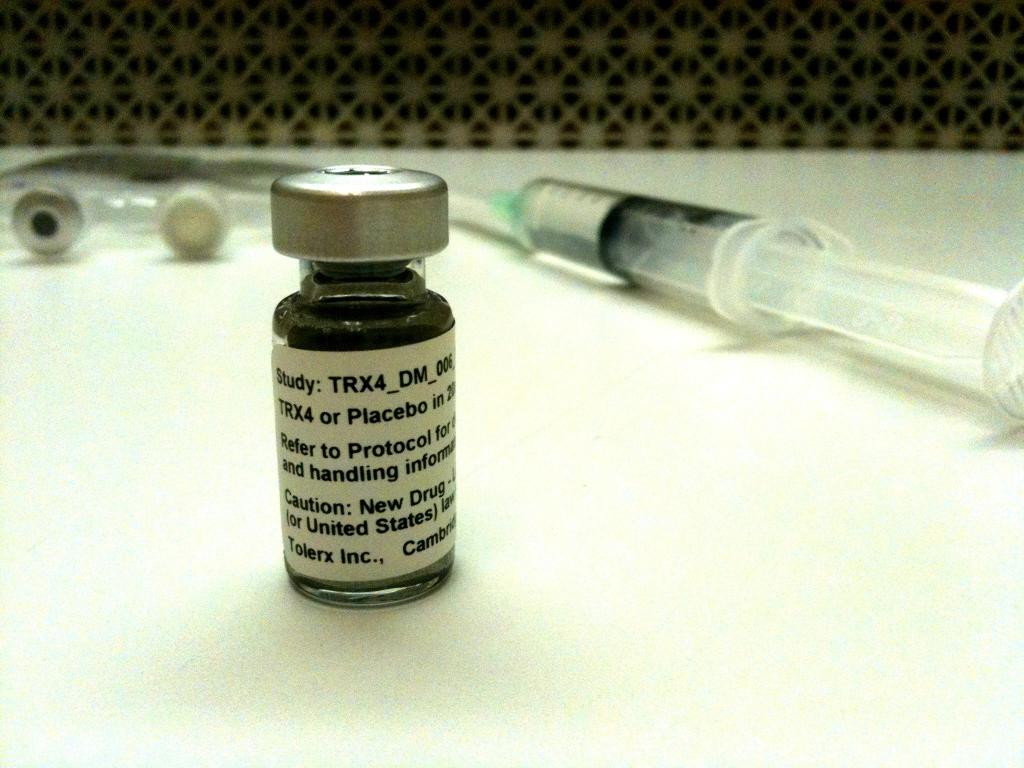 Study: TRX4_DM_006
TRX4 or Placebo in
Refer to Protocol for
and handling
Caution: New Drug -
(or United States) law
Tolerx Inc.,